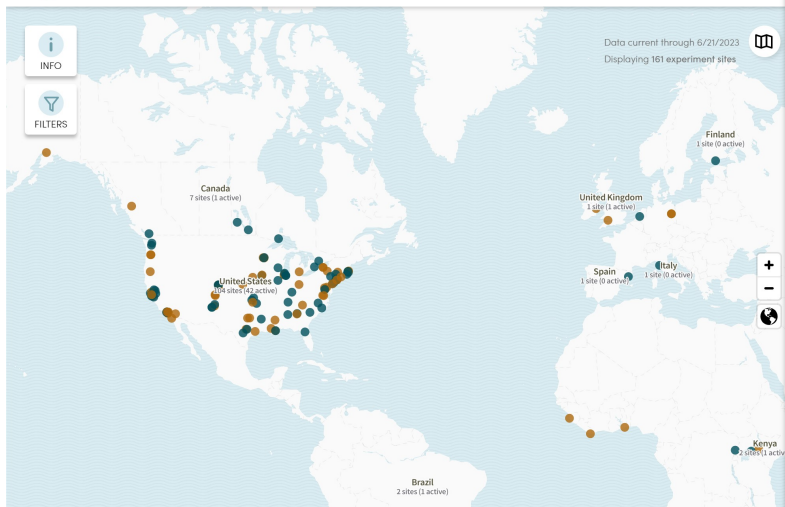 INFO
FILTERS
Data current through 6/21/2023
Displaying 161 experiment sites
Finland
1 site (0 active)
Canada
7 sites (1 active)
United Kingdom
1 site (1 active)
United States
104 sites (42 active)
Spain
1 site (0 active)
Italy
1 site (0 active)
+
−
Kenya
2 sites (1 activ
Brazil
2 sites (1 active)